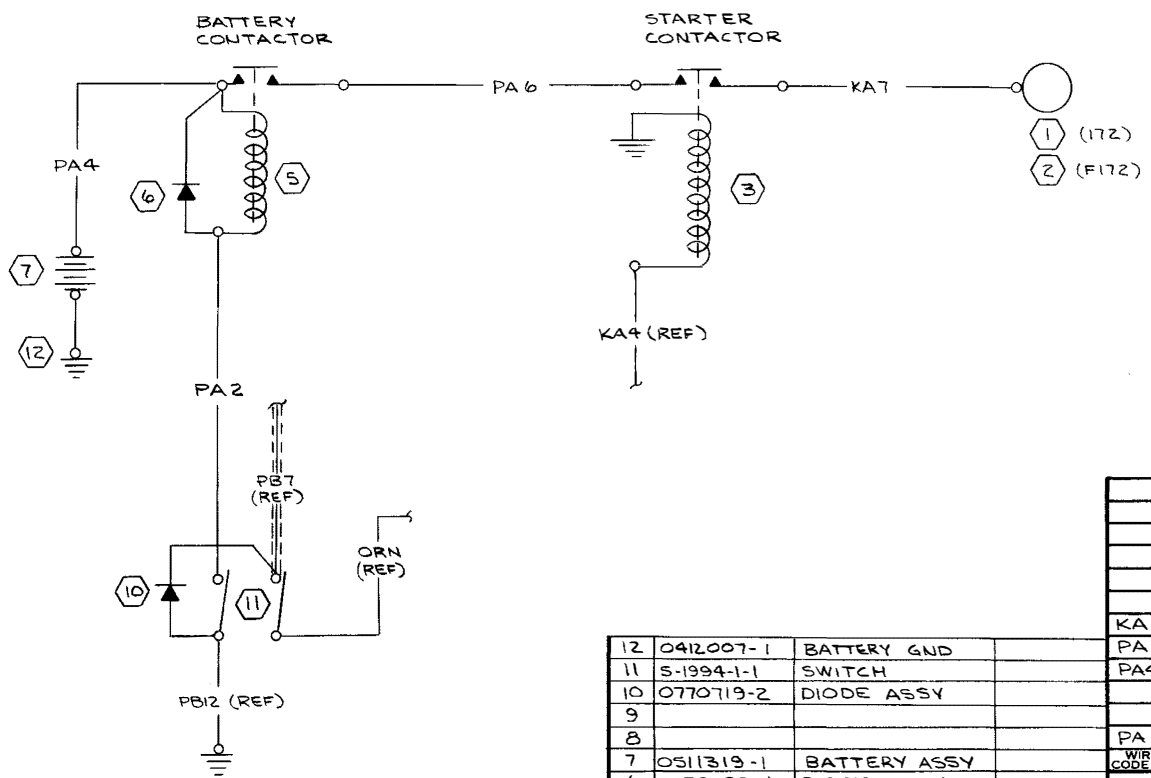 BATTERY
CONTACTOR
STARTER
CONTACTOR
PA6
KA7
1 (172)
2 (F172)
PA4
6
5
3
7
12
KA4 (REF)
PA2
PB7
(REF)
ORN
(REF)
10
11
PB12 (REF)
12 0412007-1 BATTERY GND
11 S-1994-1-1 SWITCH
10 0770719-2 DIODE ASSY
9
8
7 0511319-1 BATTERY ASSY
KA
PA
PA4
PA
WIR
CODE